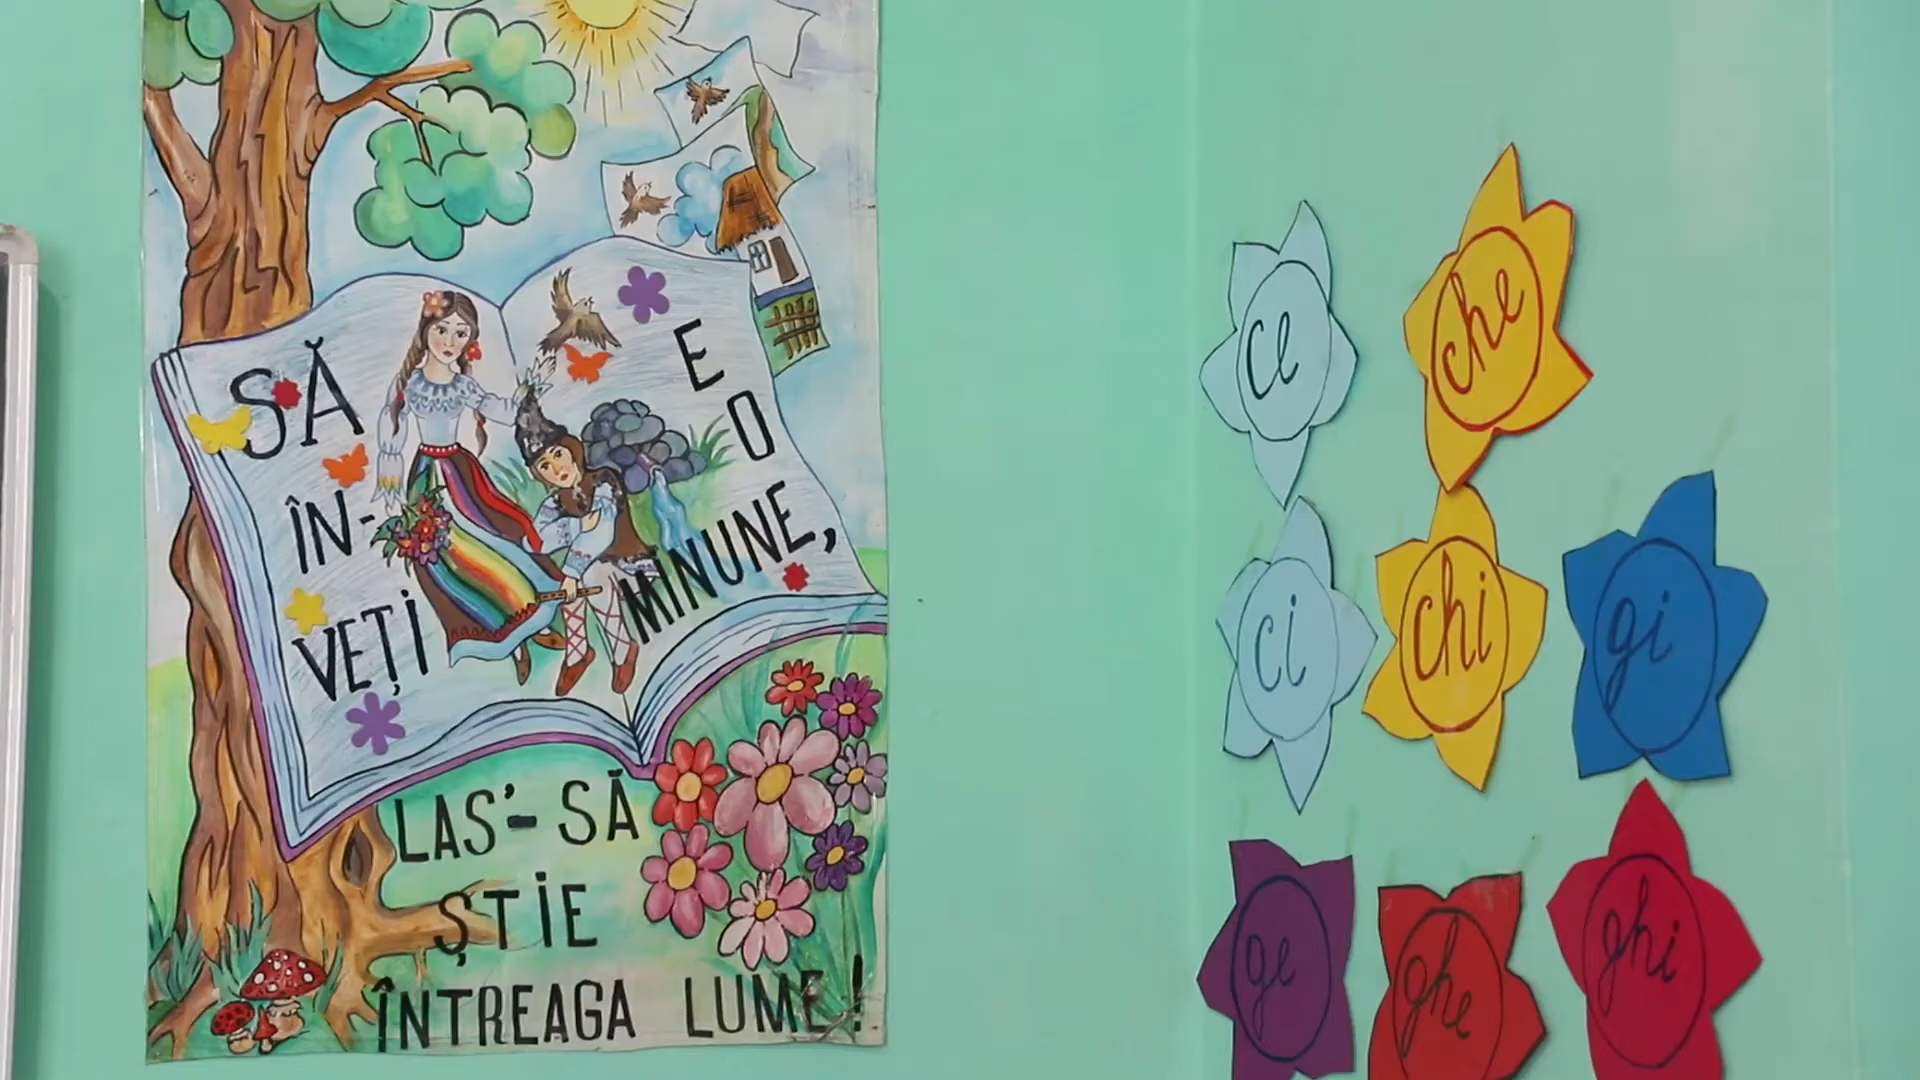 SĂ
ÎN-
VEȚI
E
O
MINUNE,
LAS'-SĂ
ȘTIE
ÎNTREAGA LUME!
ce
che
ci
chi
gi
ge
ghe
ghi